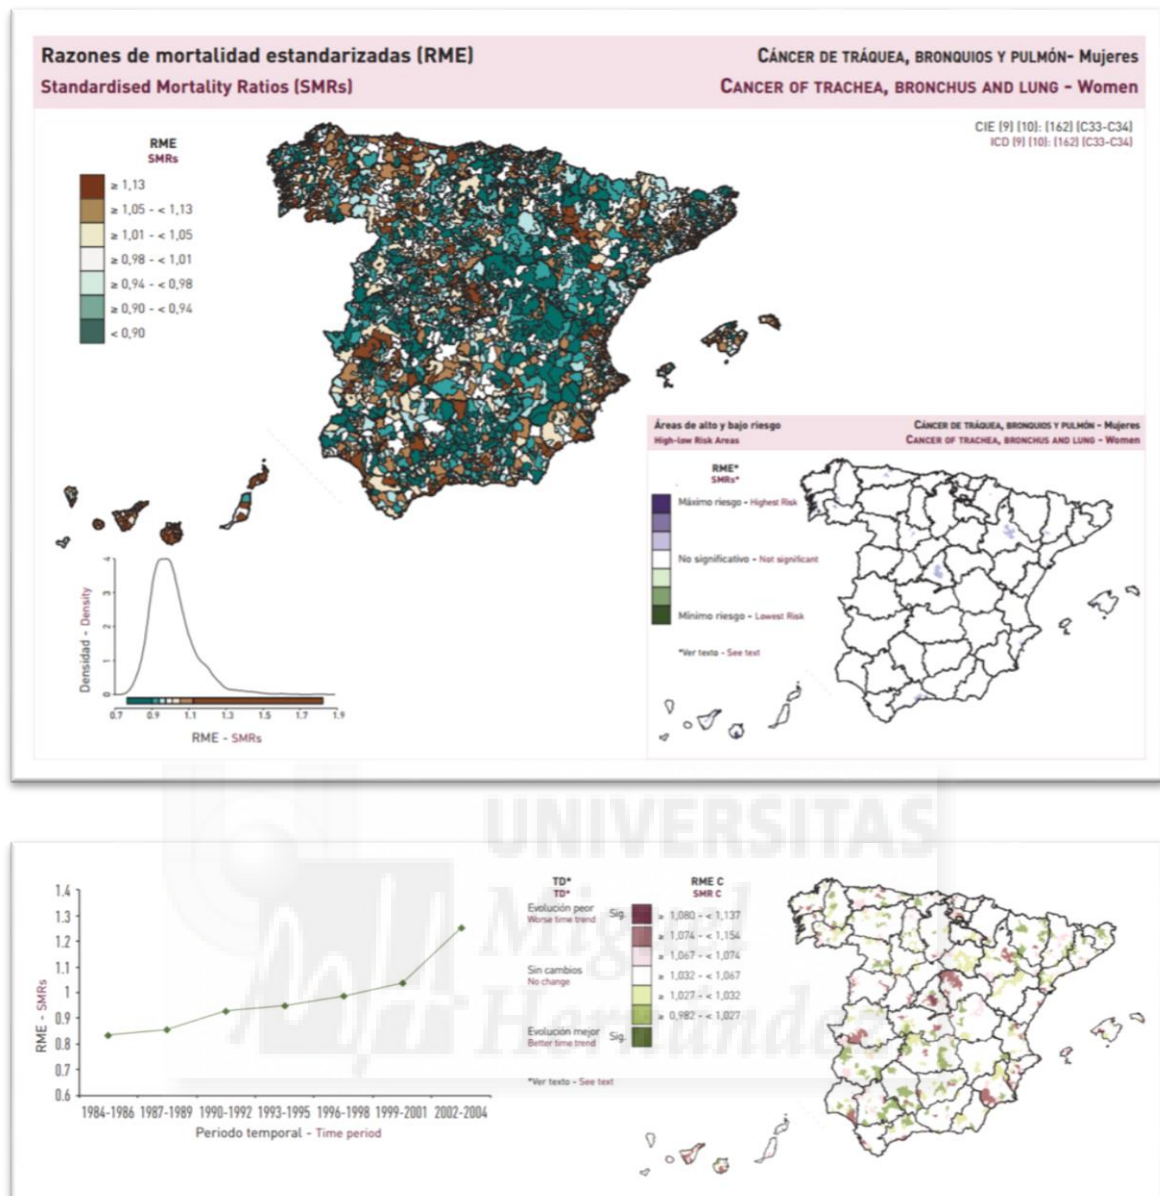 Razones de mortalidad estandarizadas (RME)
CÁNCER DE TRÁQUEA, BRONQUIOS Y PULMÓN- Mujeres
Standardised Mortality Ratios (SMRs)
CANCER OF TRACHEA, BRONCHUS AND LUNG - Women
CIE (9) (10): (162) (C33-C34)
ICD (9) (10): (162) (C33-C34)
RME
SMRs
≥ 1,13
≥ 1,05 - < 1,13
≥ 1,01 - < 1,05
≥ 0,98 - < 1,01
≥ 0,94 - < 0,98
≥ 0,90 - < 0,94
< 0,90
Densidad - Density
4
3
2
1
0
0.7 0.9 1.1 1.3 1.5 1.7 1.9
RME - SMRs
Áreas de alto y bajo riesgo
CÁNCER DE TRÁQUEA, BRONQUIOS Y PULMÓN - Mujeres
High-low Risk Areas
CANCER OF TRACHEA, BRONCHUS AND LUNG - Women
RME*
SMRs*
Máximo riesgo - Highest Risk
No significativo - Not significant
Mínimo riesgo - Lowest Risk
*Ver texto - See text
UNIVERSITAS
Miguel
Hernández
RME - SMRs
1.4
1.3
1.2
1.1
1
0.9
0.8
0.7
0.6
1984-1986 1987-1989 1990-1992 1993-1995 1996-1998 1999-2001 2002-2004
Periodo temporal - Time period
TD*
TD*
RME C
SMR C
Evolución peor
Worse time trend
Sig.
≥ 1,080 - < 1,137
≥ 1,074 - < 1,154
≥ 1,067 - < 1,074
Sin cambios
No change
≥ 1,032 - < 1,067
≥ 1,027 - < 1,032
≥ 0,982 - < 1,027
Evolución mejor
Better time trend
Sig.
*Ver texto - See text